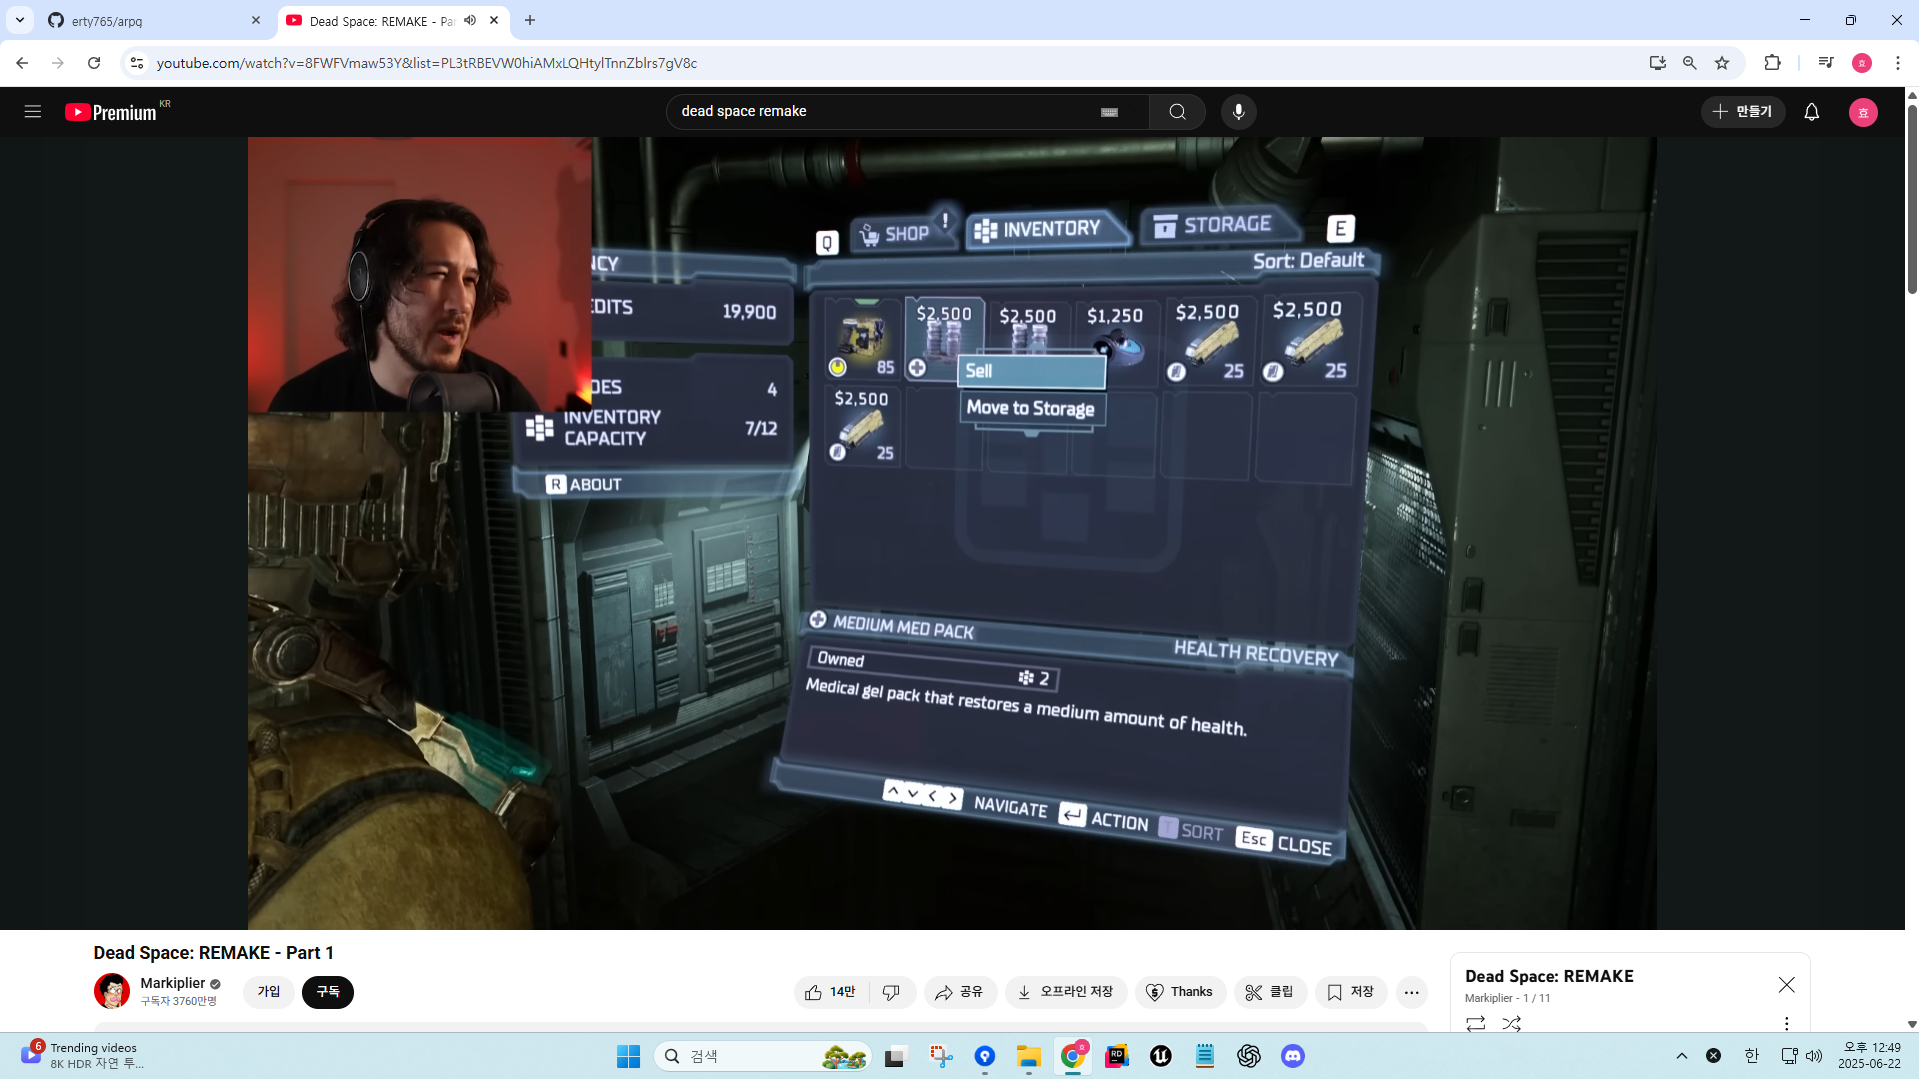 erty765/arpg
Dead Space: REMAKE - Par
youtube.com/watch?v=8FWFVmaw53Y&list=PL3tRBEVW0hiAMxLQHtylTnnZblrs7gV8c
효
Premium KR
dead space remake
만들기
효
Q
SHOP
!
INVENTORY
STORAGE
E
NCY
Sort: Default
EDITS
19,900
$2,500
$2,500
$1,250
$2,500
$2,500
85
25
25
Sell
DES
4
$2,500
Move to Storage
INVENTORY
CAPACITY
7/12
25
R ABOUT
MEDIUM MED PACK
HEALTH RECOVERY
Owned
2
Medical gel pack that restores a medium amount of health.
NAVIGATE
ACTION
T SORT
Esc CLOSE
Dead Space: REMAKE - Part 1
Markiplier
구독자 3760만명
가입
구독
14만
공유
오프라인 저장
Thanks
클립
저장
Dead Space: REMAKE
Markiplier - 1 / 11
6
Trending videos
8K HDR 자연 투...
검색
효
RD
한
오후 12:49
2025-06-22